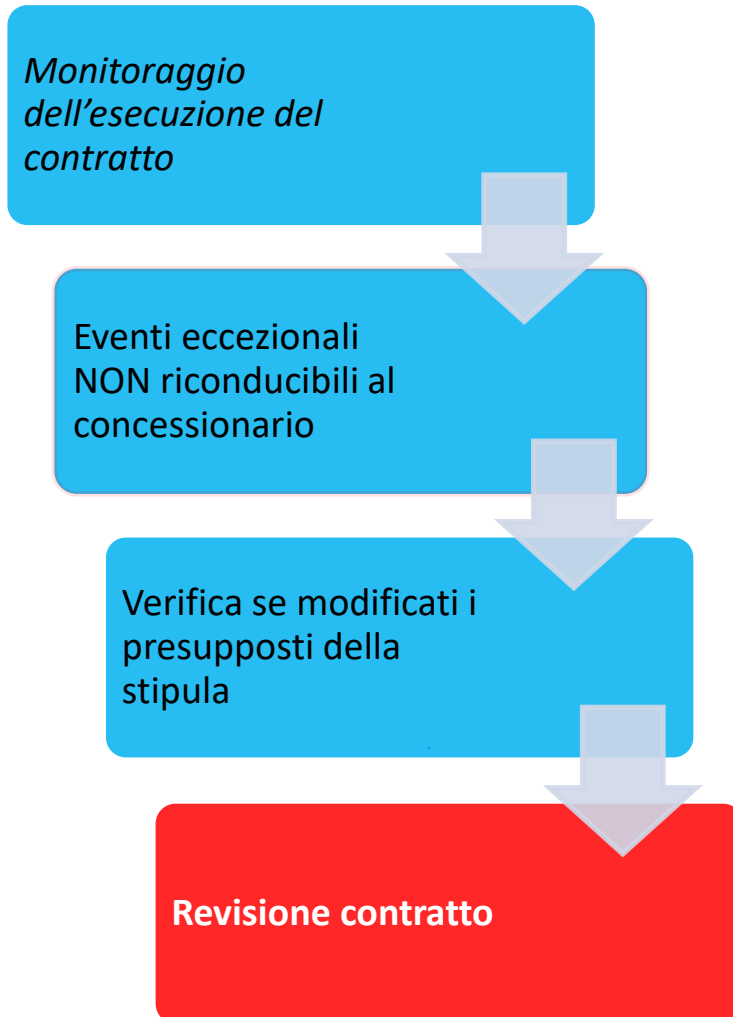 Monitoraggio
dell’esecuzione del
contratto
Eventi eccezionali
NON riconducibili al
concessionario
Verifica se modificati i
presupposti della
stipula
.
Revisione contratto